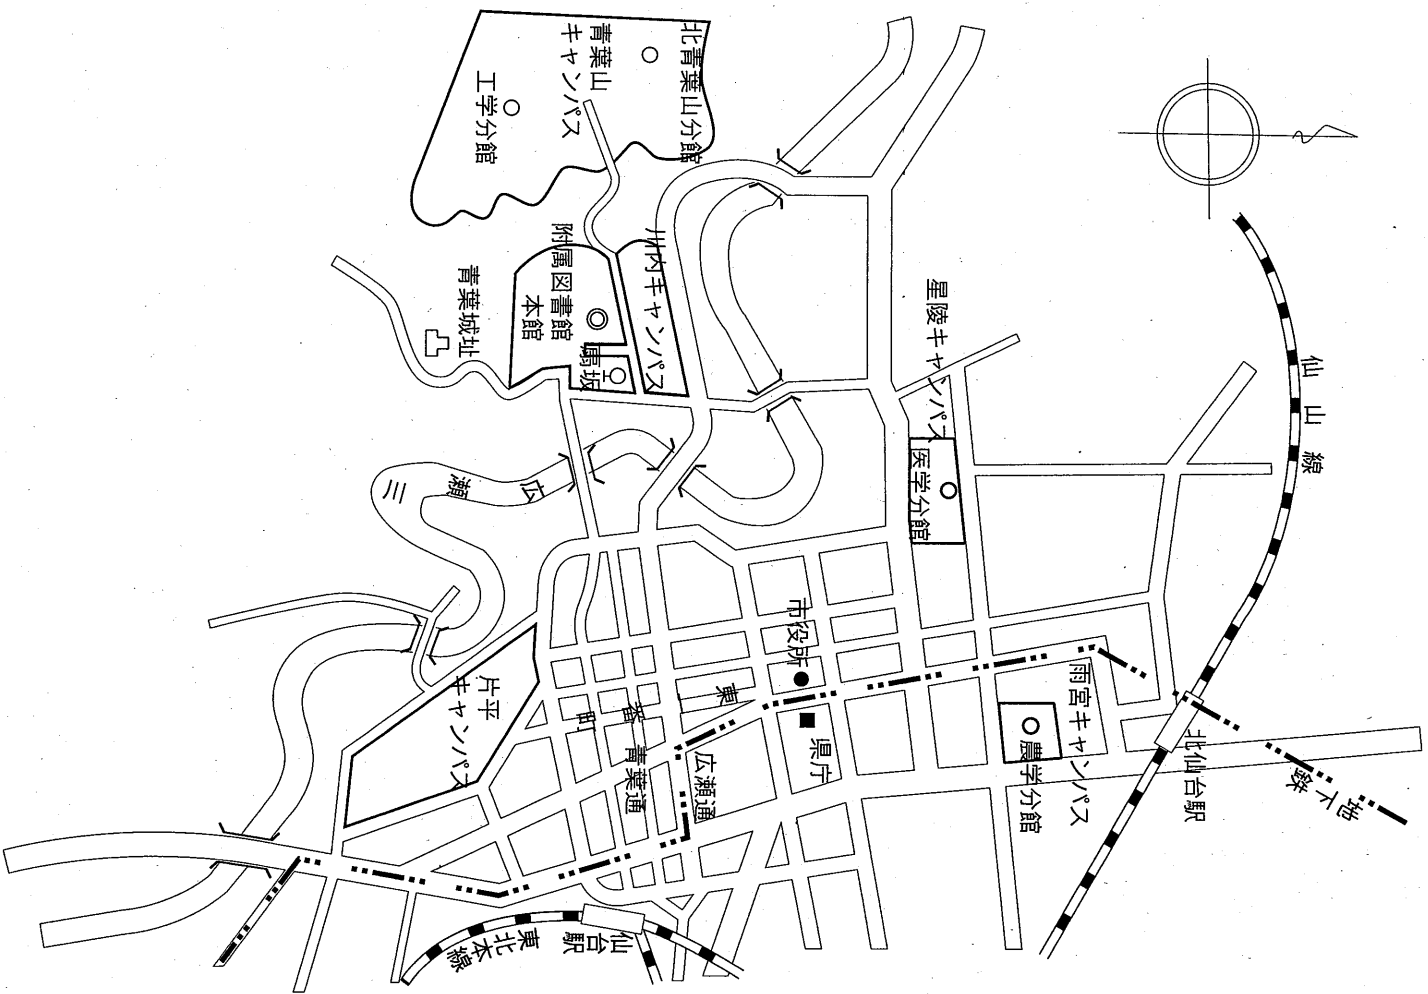 北青葉山分館
青葉山
キャンパス
工学分館
川内キャンパス
附属図書館
本館
扇坂
青葉城址
星陵キャンパス
医学分館
仙山線
広瀬川
市役所
県庁
東一番町
広瀬通
青葉通
片平
キャンパス
雨宮キャンパス
農学分館
北仙台駅
地下鉄
仙台駅
東北本線